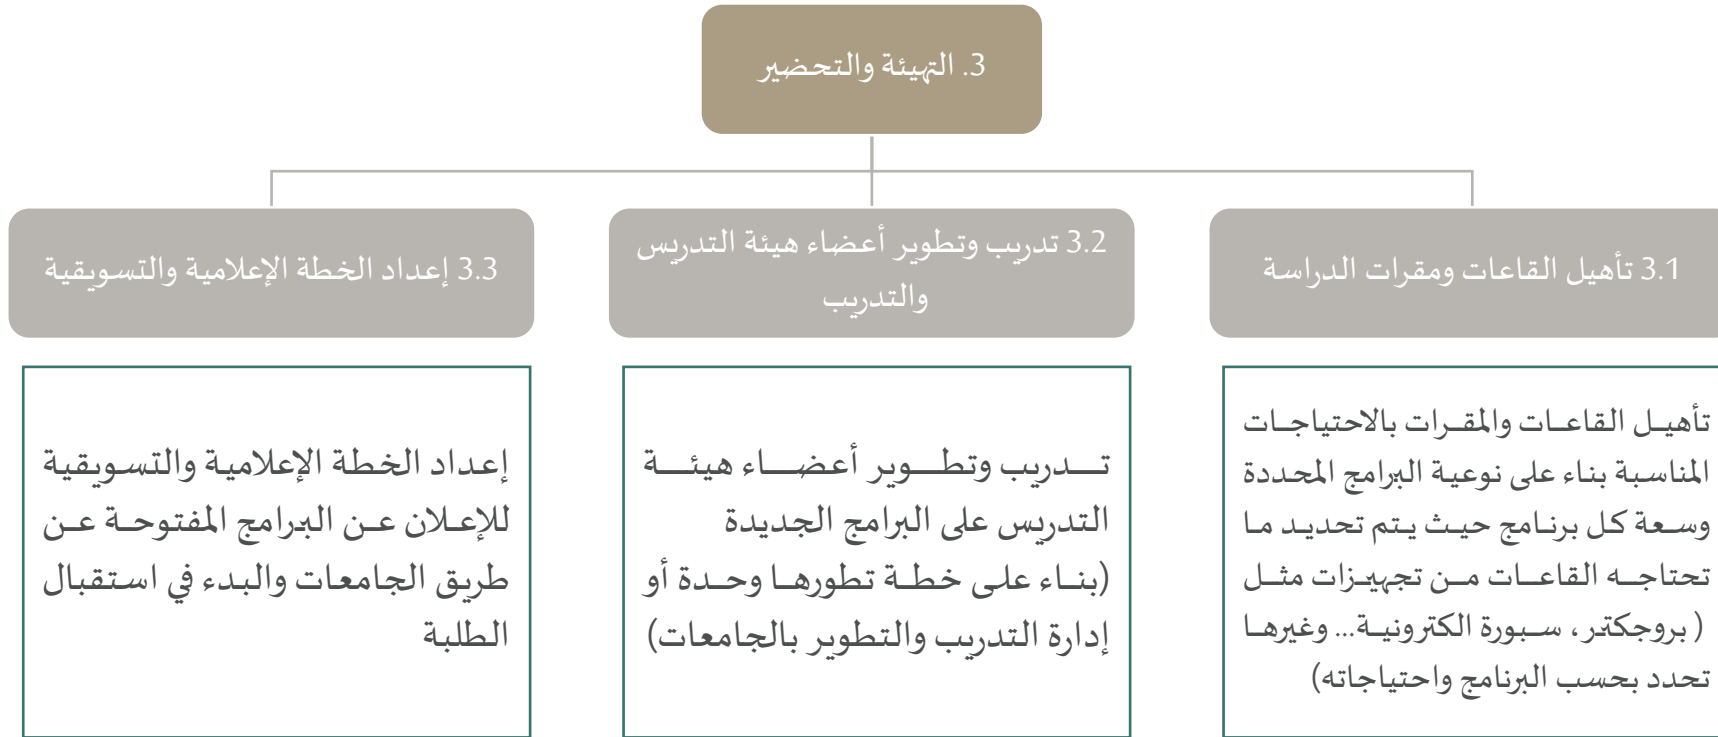 3. التهيئة والتحضير
3.1 تأهيل القاعات ومقرات الدراسة
3.2 تدريب وتطوير أعضاء هيئة التدريس
والتدريب
3.3 إعداد الخطة الإعلامية والتسويقية
تأهيل القاعات والمقرات بالاحتياجات
المناسبة بناء على نوعية البرامج المحددة
وسعة كل برنامج حيث يتم تحديد ما
تحتاجه القاعات من تجهيزات مثل
( بروجكتر، سبورة الكترونية... وغيرها
تحدد بحسب البرنامج واحتياجاته)
تدريب وتطوير أعضاء هيئة
التدريس على البرامج الجديدة
(بناء على خطة تطورها وحدة أو
إدارة التدريب والتطوير بالجامعات)
إعداد الخطة الإعلامية والتسويقية
للإعلان عن البرامج المفتوحة عن
طريق الجامعات والبدء في استقبال
الطلبة